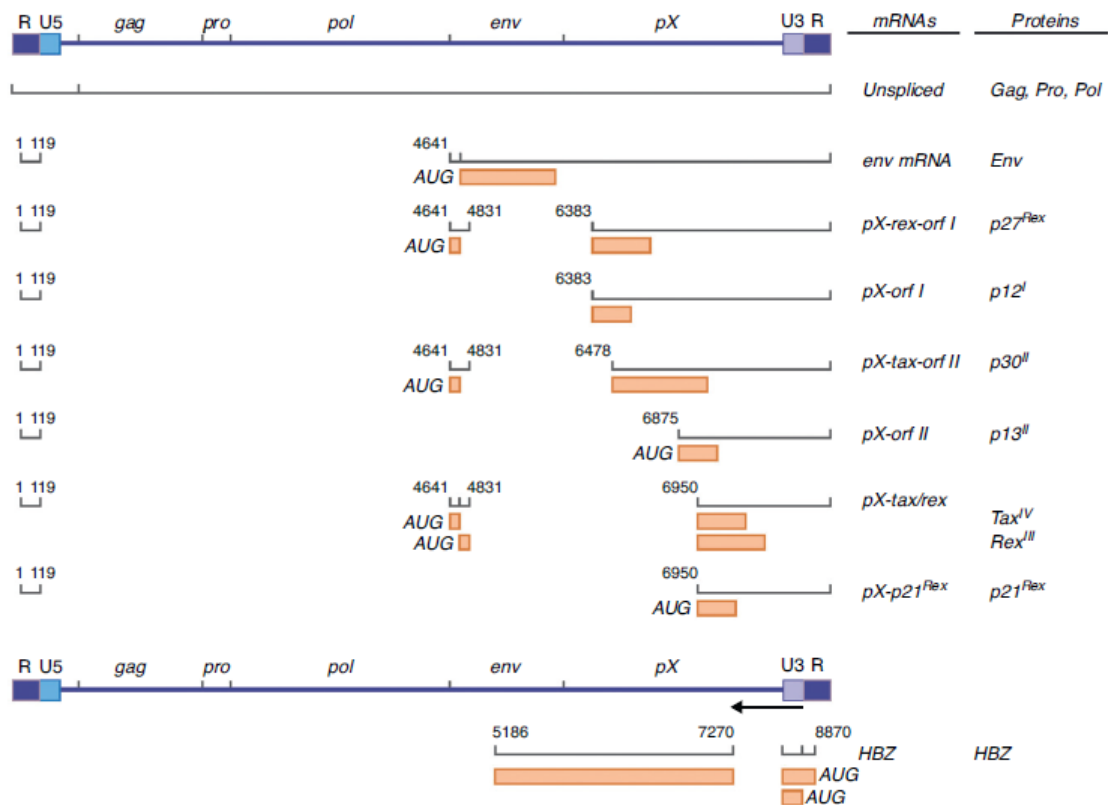 R U5 gag pro pol env pX U3 R mRNAs Proteins
Unspliced Gag, Pro, Pol
1 119 4641
env mRNA Env
AUG
1 119 4641 4831 6383
pX-rex-orf I p27Rex
AUG
1 119 6383
pX-orf I p12I
1 119 4641 4831 6478
pX-tax-orf II p30II
AUG
1 119 6875
pX-orf II p13II
AUG
1 119 4641 4831 6950
pX-tax/rex
AUG TaxIV
AUG RexIII
1 119 6950
pX-p21Rex p21Rex
AUG
R U5 gag pro pol env pX U3 R
5186 7270 8870
HBZ HBZ
AUG
AUG